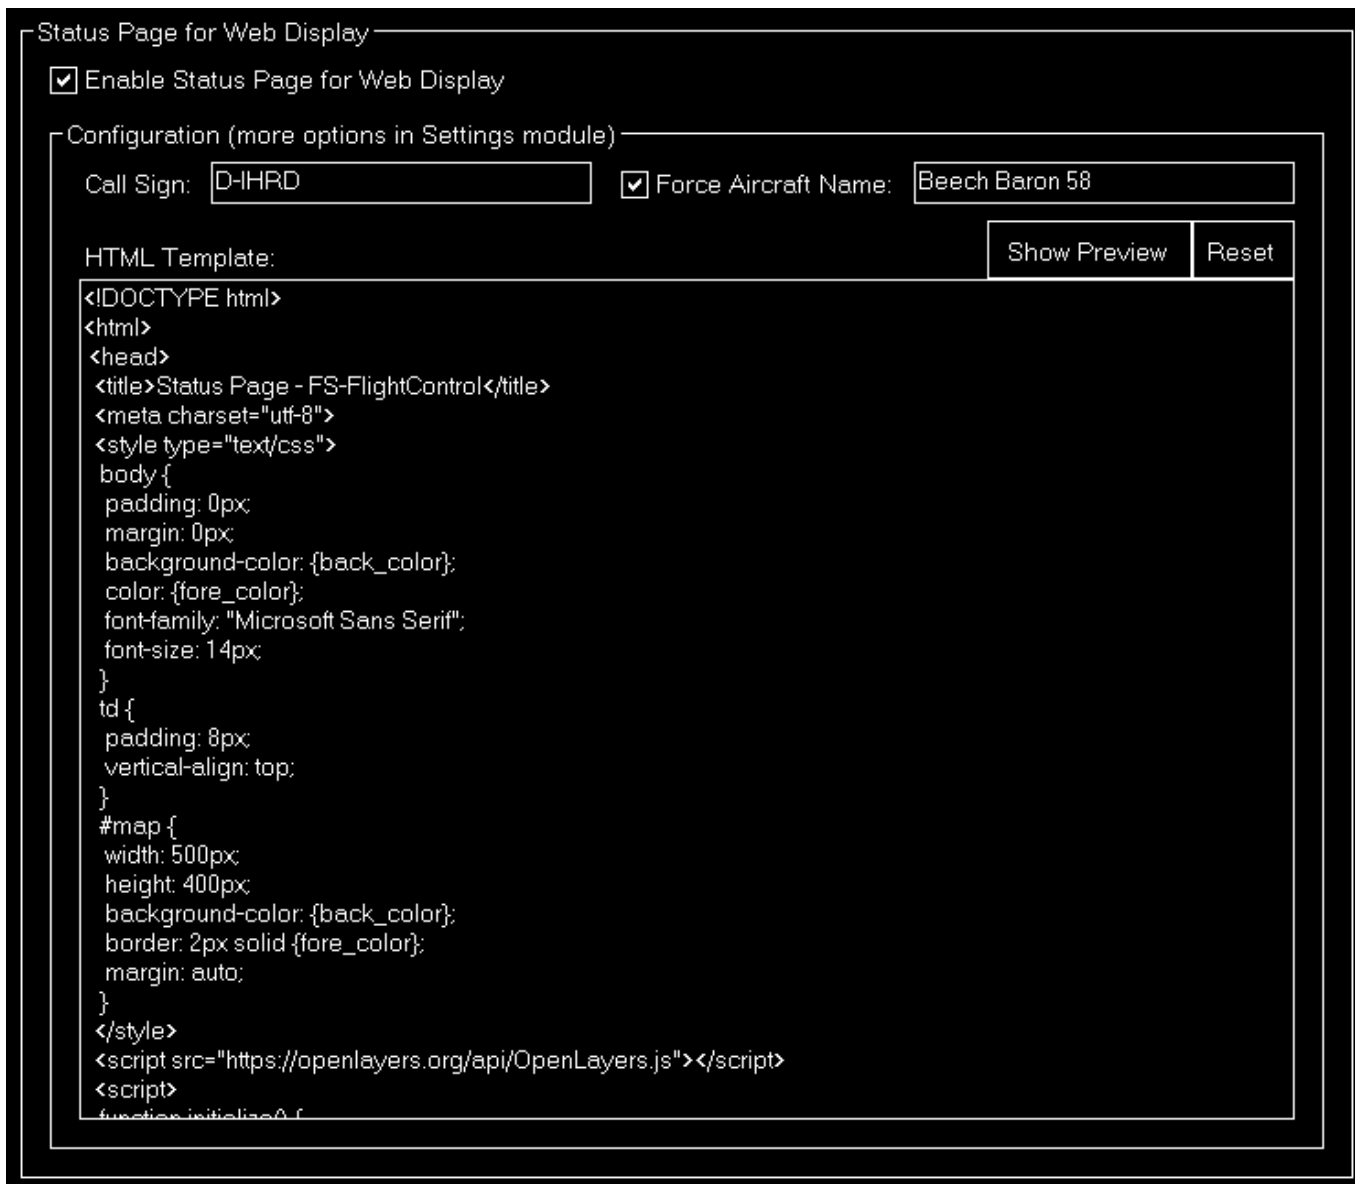 Status Page for Web Display
Enable Status Page for Web Display
Configuration (more options in Settings module)
Call Sign: D-IHRD Force Aircraft Name: Beech Baron 58
HTML Template: Show Preview Reset
<!DOCTYPE html>
<html>
<head>
<title>Status Page - FS-FlightControl</title>
<meta charset="utf-8">
<style type="text/css">
body {
padding: 0px;
margin: 0px;
background-color: {back_color};
color: {fore_color};
font-family: "Microsoft Sans Serif";
font-size: 14px;
}
td {
padding: 8px;
vertical-align: top;
}
#map {
width: 500px;
height: 400px;
background-color: {back_color};
border: 2px solid {fore_color};
margin: auto;
}
</style>
<script src="https://openlayers.org/api/OpenLayers.js"></script>
<script>
function initialize() {